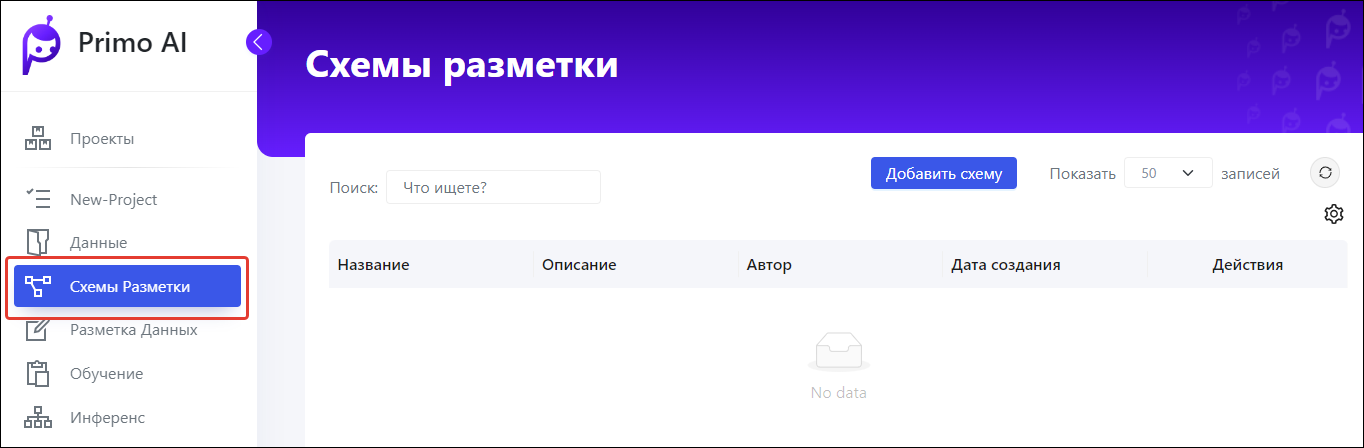 Primo AI
Схемы разметки
Проекты
New-Project
Данные
Схемы Разметки
Разметка Данных
Обучение
Инференс
Поиск: Что ищете? Добавить схему Показать 50 записей
Название Описание Автор Дата создания Действия
No data